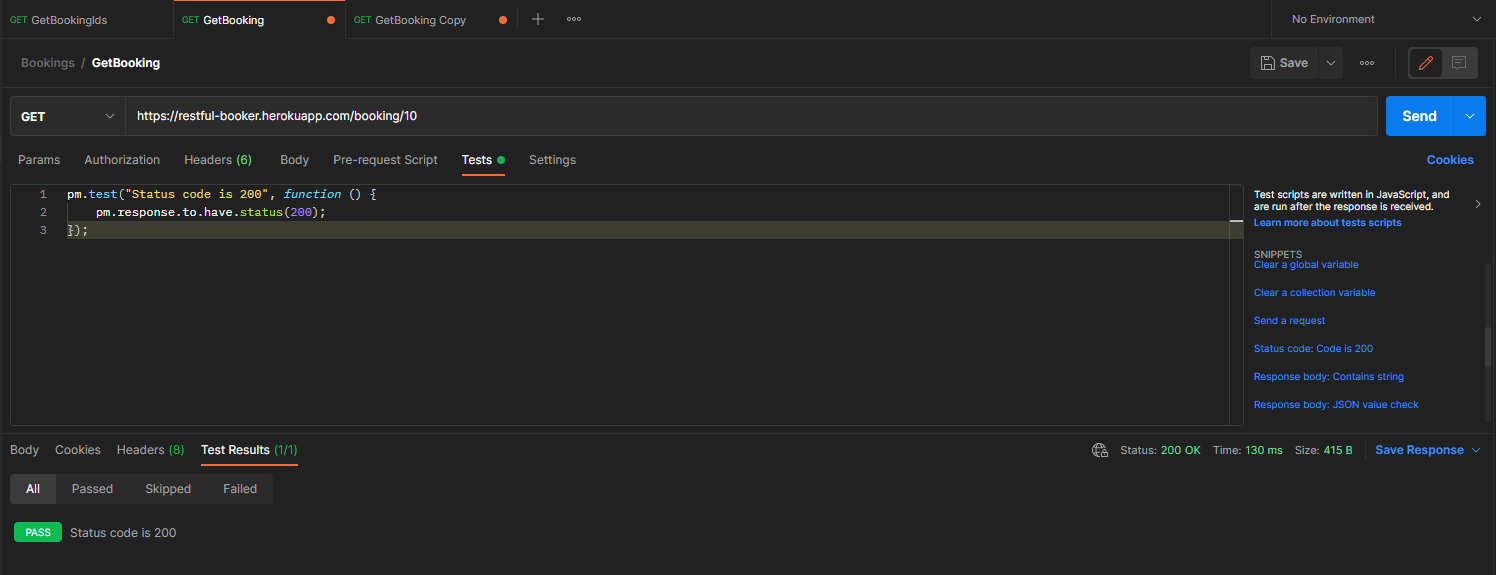 GET GetBookingIds
GET GetBooking
GET GetBooking Copy
No Environment
Bookings / GetBooking
Save
GET
https://restful-booker.herokuapp.com/booking/10
Send
Params
Authorization
Headers (6)
Body
Pre-request Script
Tests
Settings
Cookies
1 pm.test("Status code is 200", function () {
2 pm.response.to.have.status(200);
3 });
Test scripts are written in JavaScript, and
are run after the response is received.
Learn more about tests scripts
SNIPPETS
Clear a global variable
Clear a collection variable
Send a request
Status code: Code is 200
Response body: Contains string
Response body: JSON value check
Body
Cookies
Headers (8)
Test Results (1/1)
Status: 200 OK
Time: 130 ms
Size: 415 B
Save Response
All
Passed
Skipped
Failed
PASS
Status code is 200